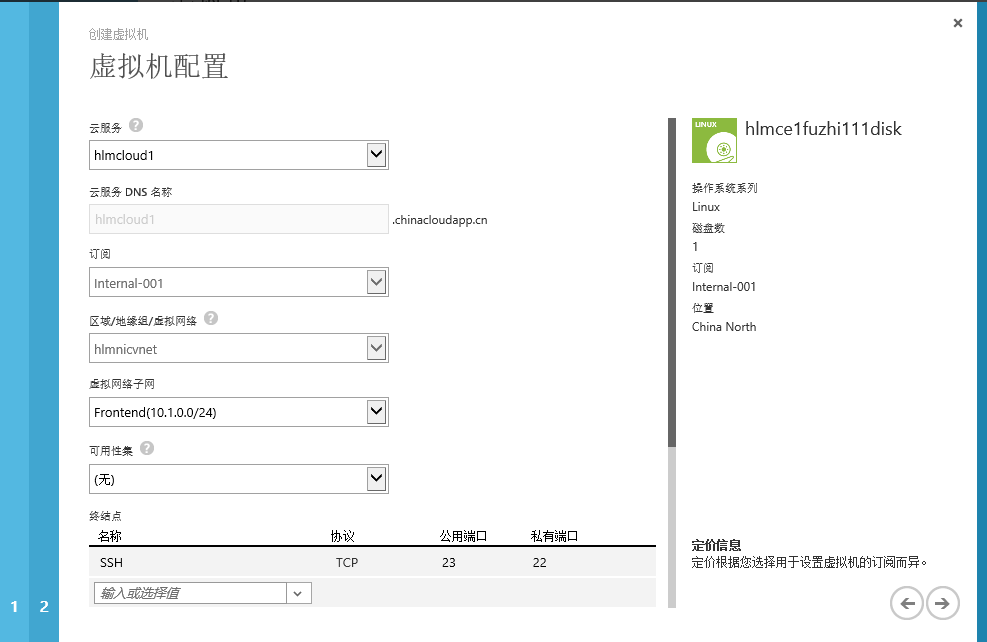 创建虚拟机
虚拟机配置
云服务
hlmcloud1
云服务 DNS 名称
hlmcloud1 .chinacloudapp.cn
订阅
Internal-001
区域/地缘组/虚拟网络
hlmnicvnet
虚拟网络子网
Frontend(10.1.0.0/24)
可用性集
(无)
终结点
名称 协议 公用端口 私有端口
SSH TCP 23 22
输入或选择值
1 2
LINUX
hlmce1fuzhi111disk
操作系统系列
Linux
磁盘数
1
订阅
Internal-001
位置
China North
定价信息
定价根据您选择用于设置虚拟机的订阅而异。